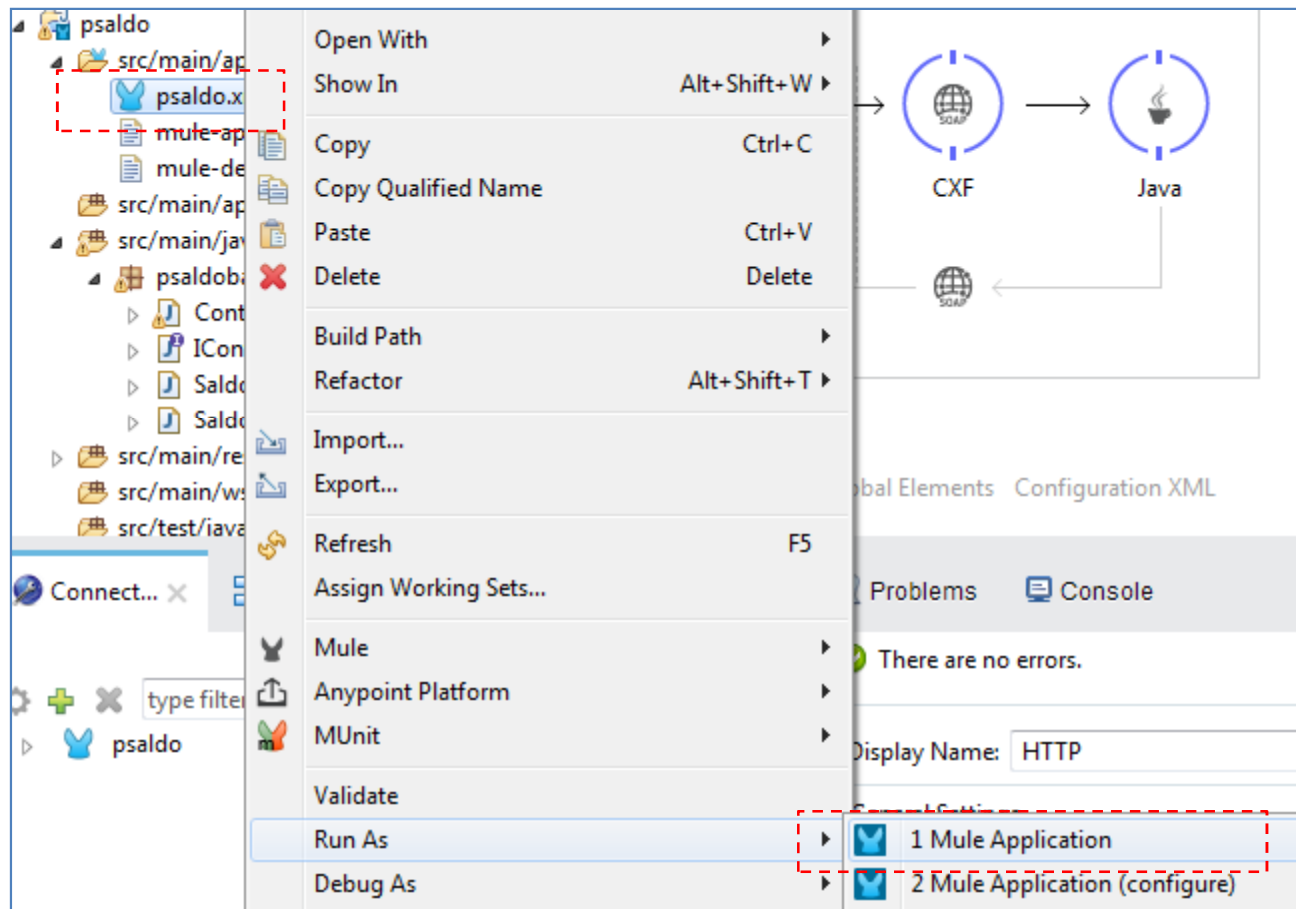 psaldo
src/main/ap
psaldo.x
mule-ap
mule-de
src/main/ap
src/main/jav
psaldoba
Cont
ICon
Saldo
Saldo
src/main/re
src/main/ws
src/test/java
Connect...
type filter
psaldo
Open With
Show In Alt+Shift+W
Copy Ctrl+C
Copy Qualified Name
Paste Ctrl+V
Delete Delete
Build Path
Refactor Alt+Shift+T
Import...
Export...
Refresh F5
Assign Working Sets...
Mule
Anypoint Platform
MUnit
Validate
Run As
Debug As
1 Mule Application
2 Mule Application (configure)
SOAP
CXF
Java
SOAP
bal Elements Configuration XML
Problems Console
There are no errors.
Display Name: HTTP
General Settings